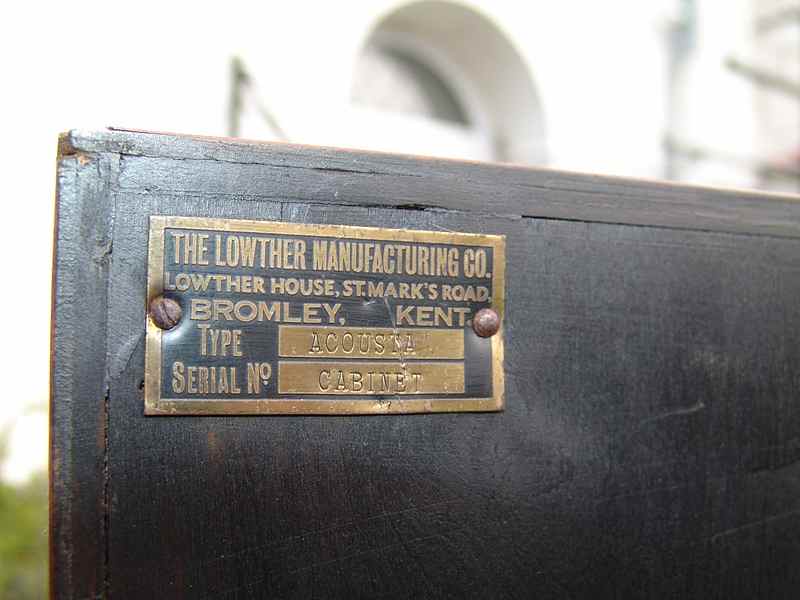 THE LOWTHER MANUFACTURING CO.
LOWTHER HOUSE, ST. MARK'S ROAD,
BROMLEY, KENT
TYPE ACOUSTA
SERIAL Nº CABINET